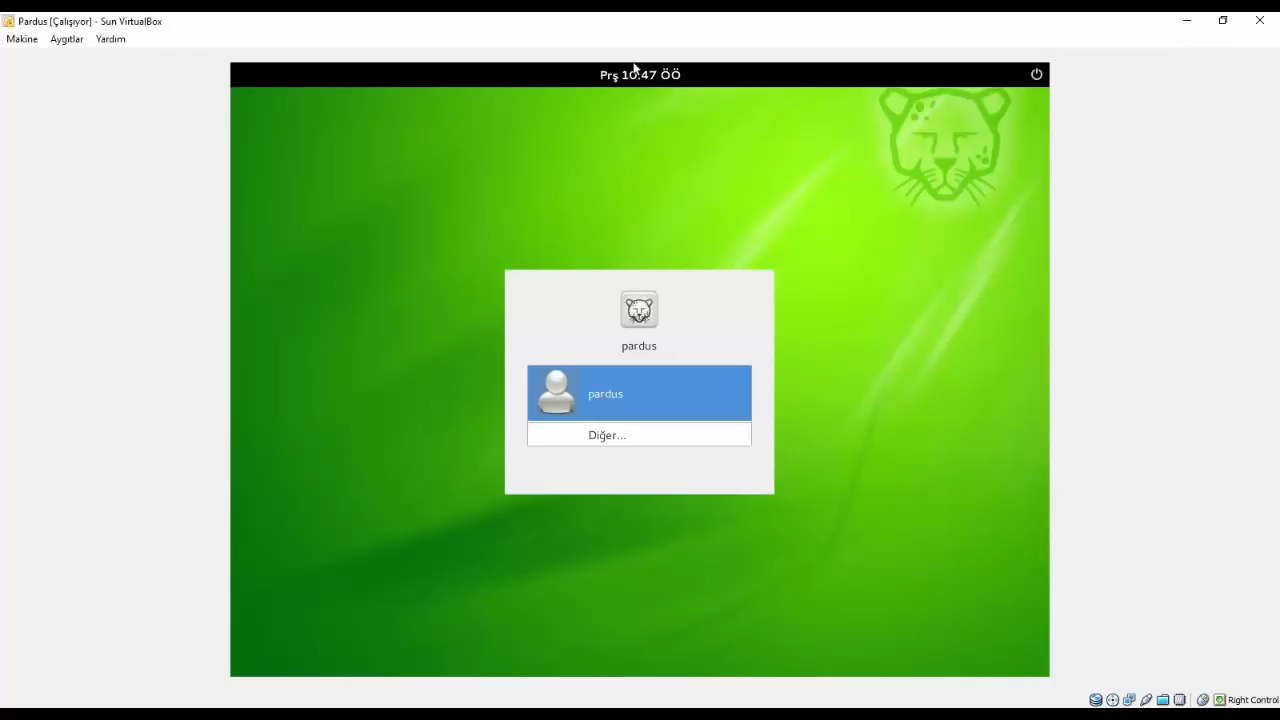 Pardus [Çalışıyor] - Sun VirtualBox
Makine Aygıtlar Yardım
Prş 10:47 ÖÖ
pardus
pardus
Diğer...
Right Control